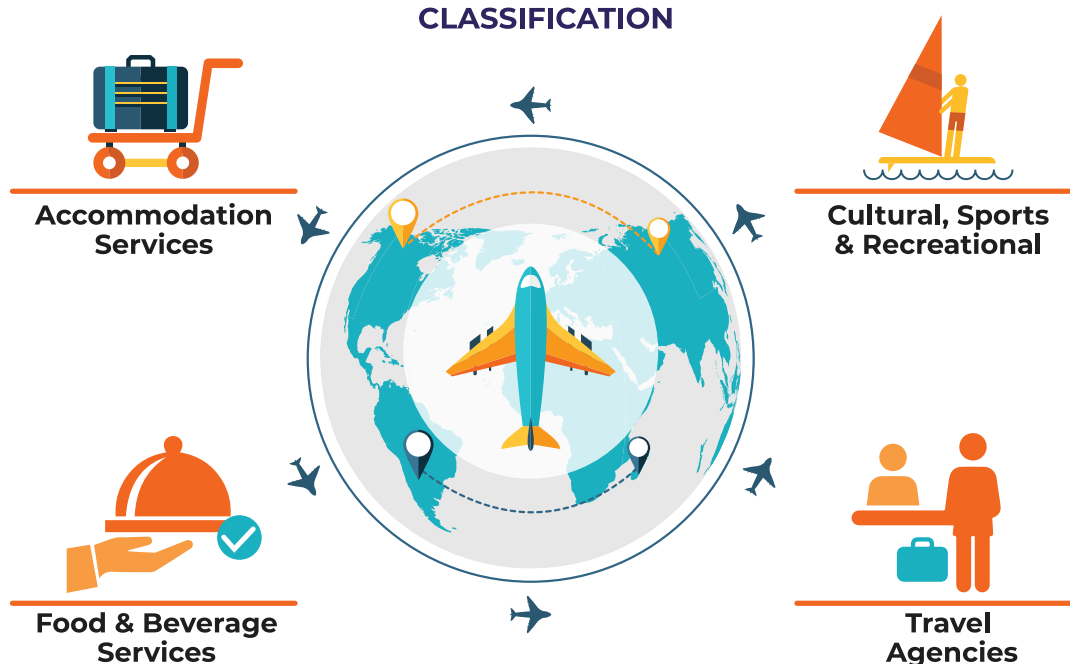 CLASSIFICATION
Accommodation
Services
Cultural, Sports
& Recreational
Food & Beverage
Services
Travel
Agencies